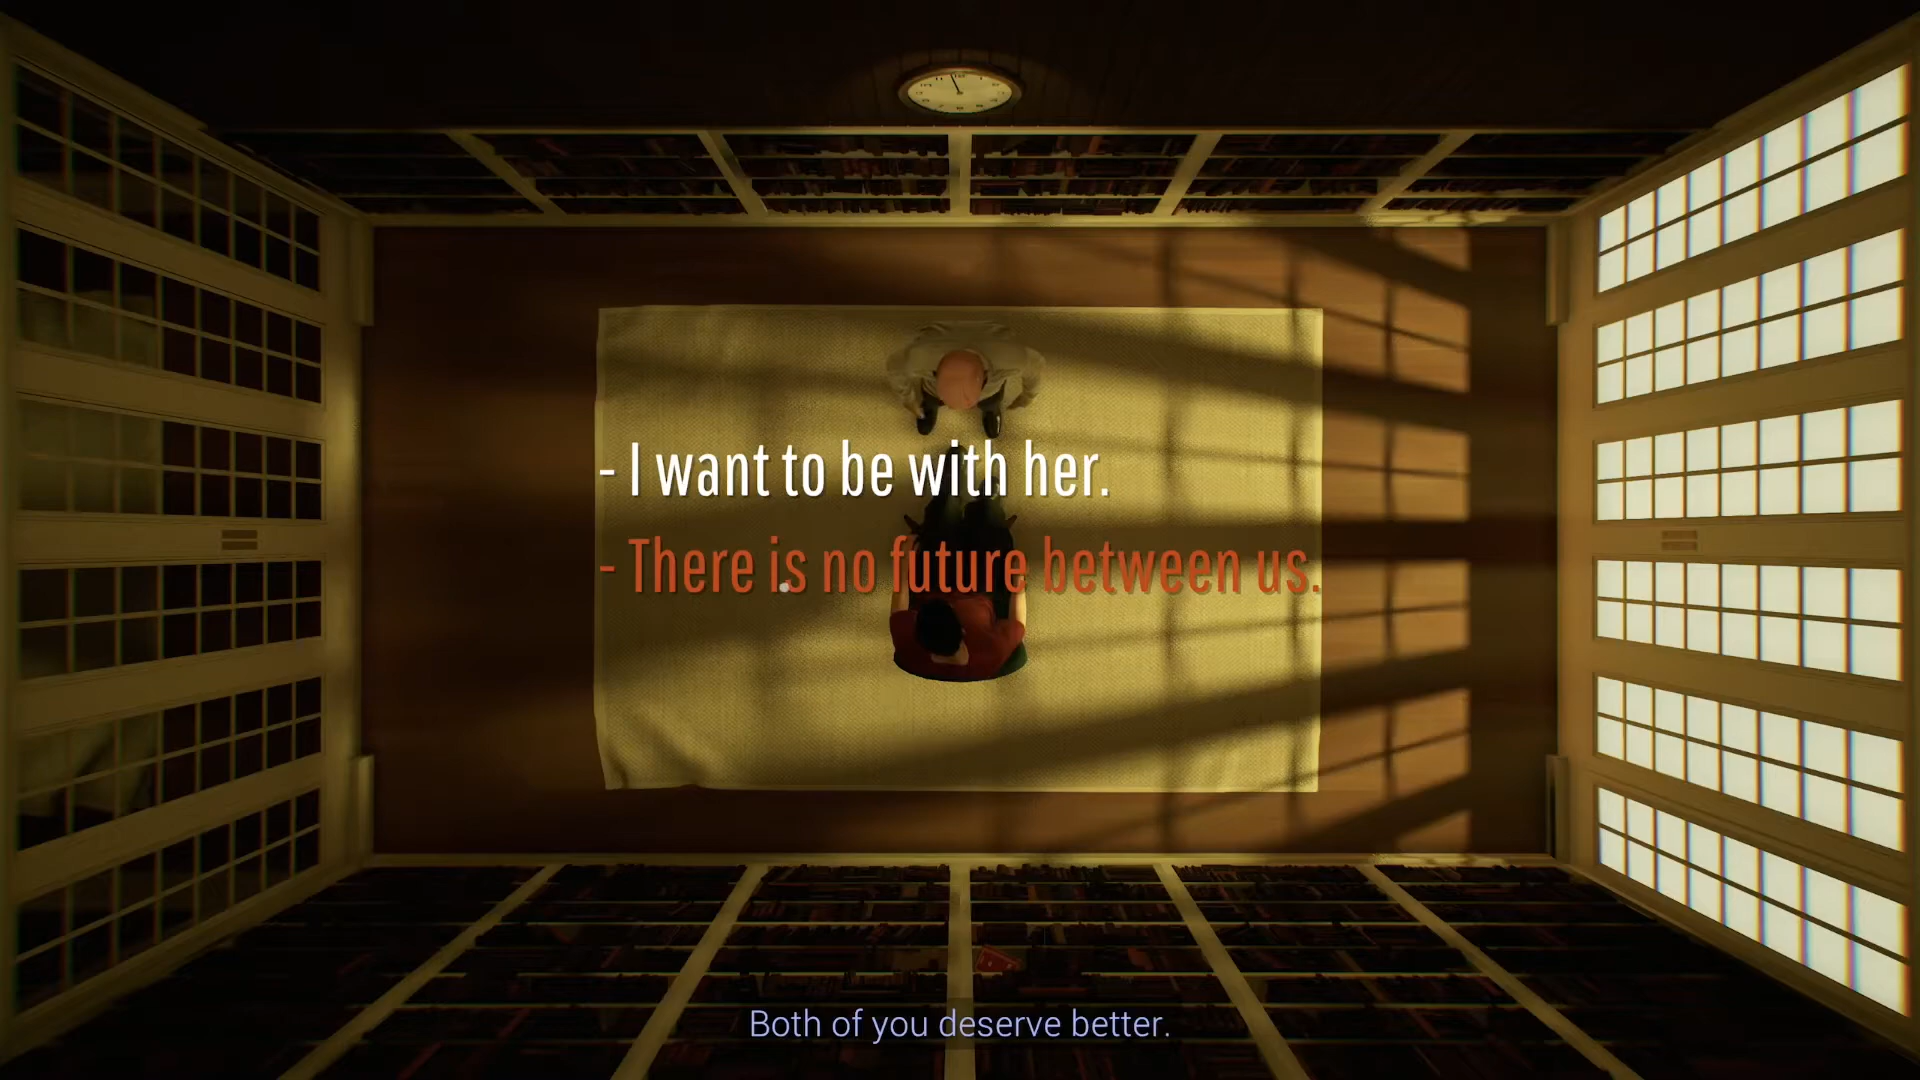 - I want to be with her.
- There is no future between us.
Both of you deserve better.